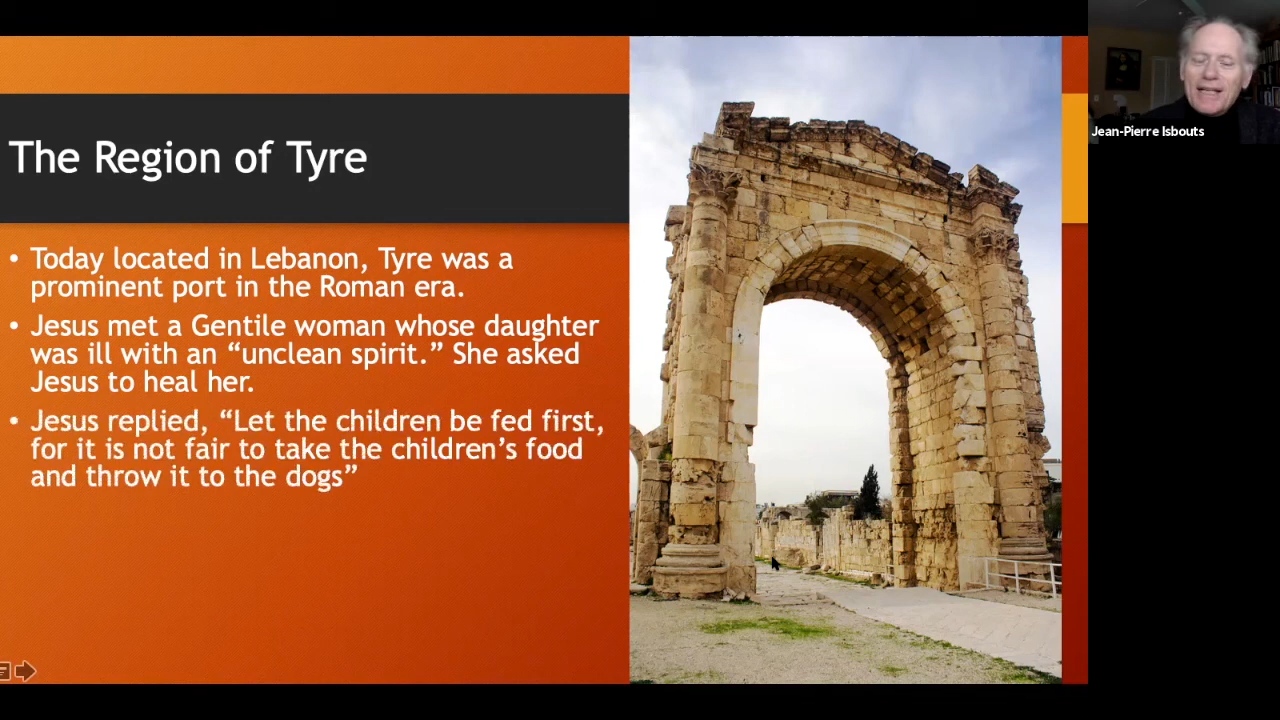 The Region of Tyre
• Today located in Lebanon, Tyre was a
prominent port in the Roman era.
• Jesus met a Gentile woman whose daughter
was ill with an “unclean spirit.” She asked
Jesus to heal her.
• Jesus replied, “Let the children be fed first,
for it is not fair to take the children’s food
and throw it to the dogs”
Jean-Pierre Isbouts